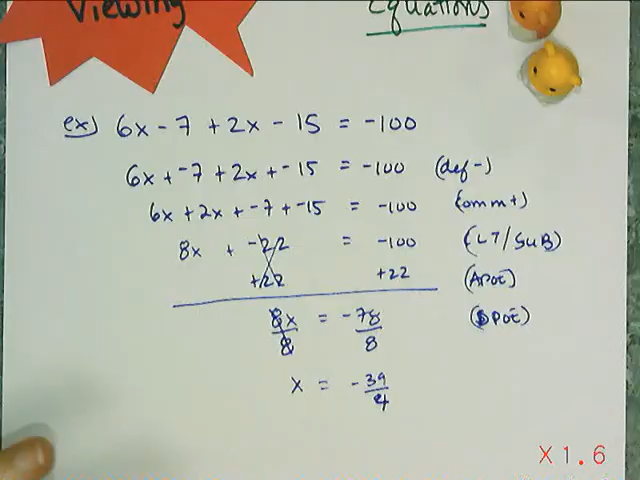 Viewing
Equations
ex) 6x - 7 + 2x - 15 = -100
6x + -7 + 2x + -15 = -100 (def -)
6x + 2x + -7 + -15 = -100 (omm +)
8x + -22 = -100 (LT/SUB)
+22 +22 (APOE)
8x/8 = -78/8 (DPOE)
x = -39/4
X1.6